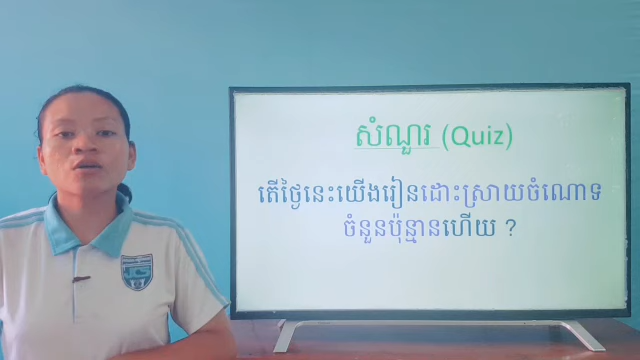 សំណួរ (Quiz)
តើថ្ងៃនេះយើងរៀនដោះស្រាយចំណោទ
ចំនួនប៉ុន្មានហើយ ?